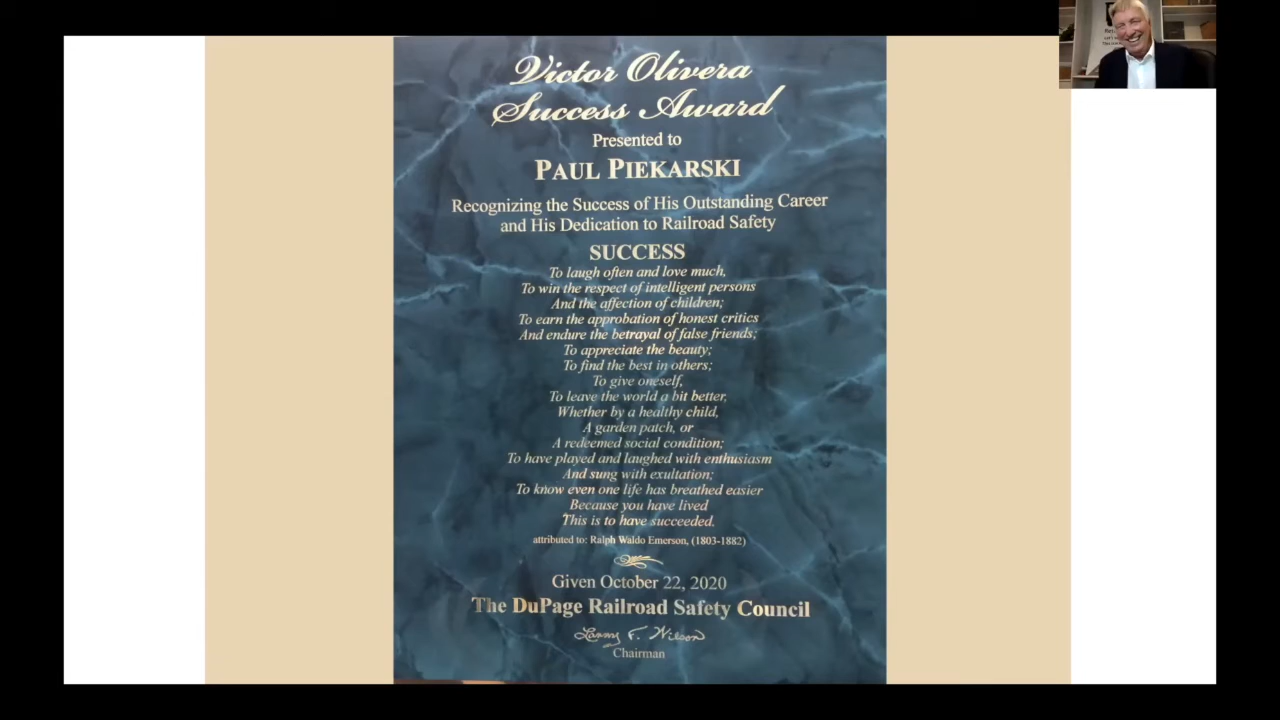 Victor Olivera
Success Award
Presented to
PAUL PIEKARSKI
Recognizing the Success of His Outstanding Career
and His Dedication to Railroad Safety
SUCCESS
To laugh often and love much,
To win the respect of intelligent persons
And the affection of children;
To earn the approbation of honest critics
And endure the betrayal of false friends;
To appreciate the beauty;
To find the best in others;
To give oneself,
To leave the world a bit better,
Whether by a healthy child,
A garden patch, or
A redeemed social condition;
To have played and laughed with enthusiasm
And sung with exultation;
To know even one life has breathed easier
Because you have lived
This is to have succeeded.
attributed to: Ralph Waldo Emerson, (1803-1882)
Given October 22, 2020
The DuPage Railroad Safety Council
Lanny F. Wilson
Chairman